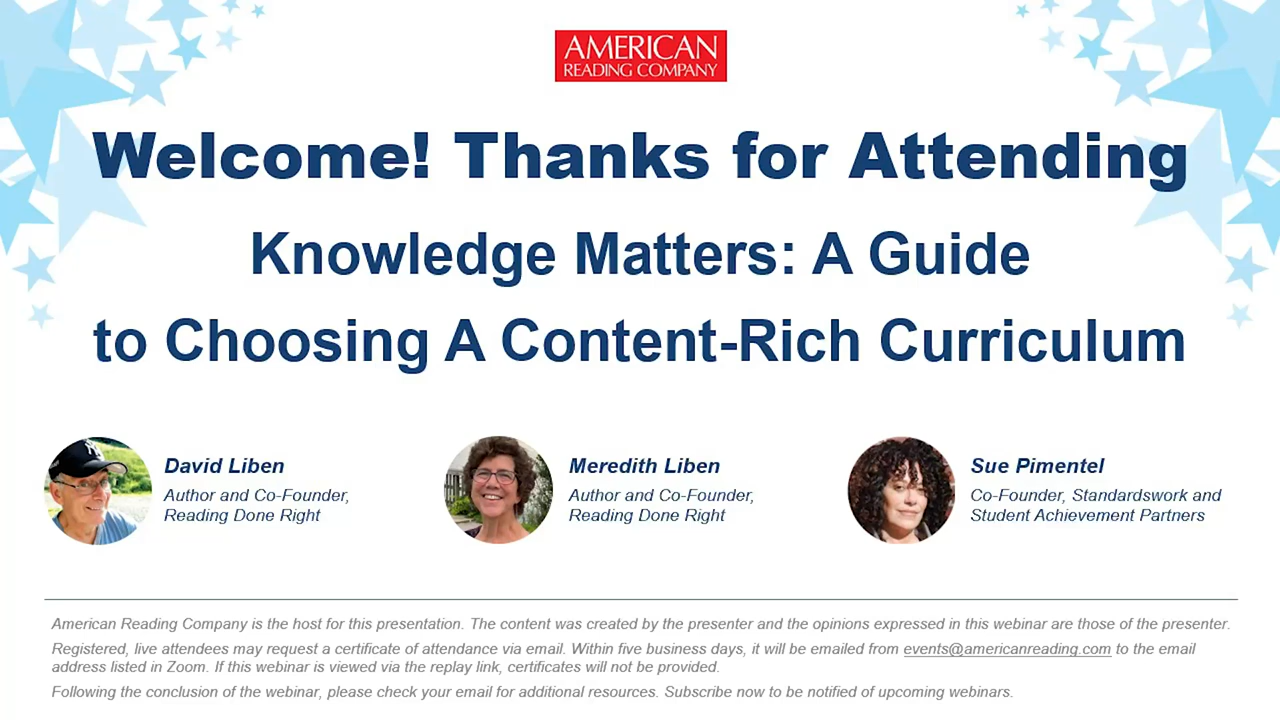 AMERICAN
READING COMPANY
Welcome! Thanks for Attending
Knowledge Matters: A Guide
to Choosing A Content-Rich Curriculum
David Liben
Author and Co-Founder,
Reading Done Right
Meredith Liben
Author and Co-Founder,
Reading Done Right
Sue Pimentel
Co-Founder, Standardswork and
Student Achievement Partners
American Reading Company is the host for this presentation. The content was created by the presenter and the opinions expressed in this webinar are those of the presenter.
Registered, live attendees may request a certificate of attendance via email. Within five business days, it will be emailed from events@americanreading.com to the email
address listed in Zoom. If this webinar is viewed via the replay link, certificates will not be provided.
Following the conclusion of the webinar, please check your email for additional resources. Subscribe now to be notified of upcoming webinars.